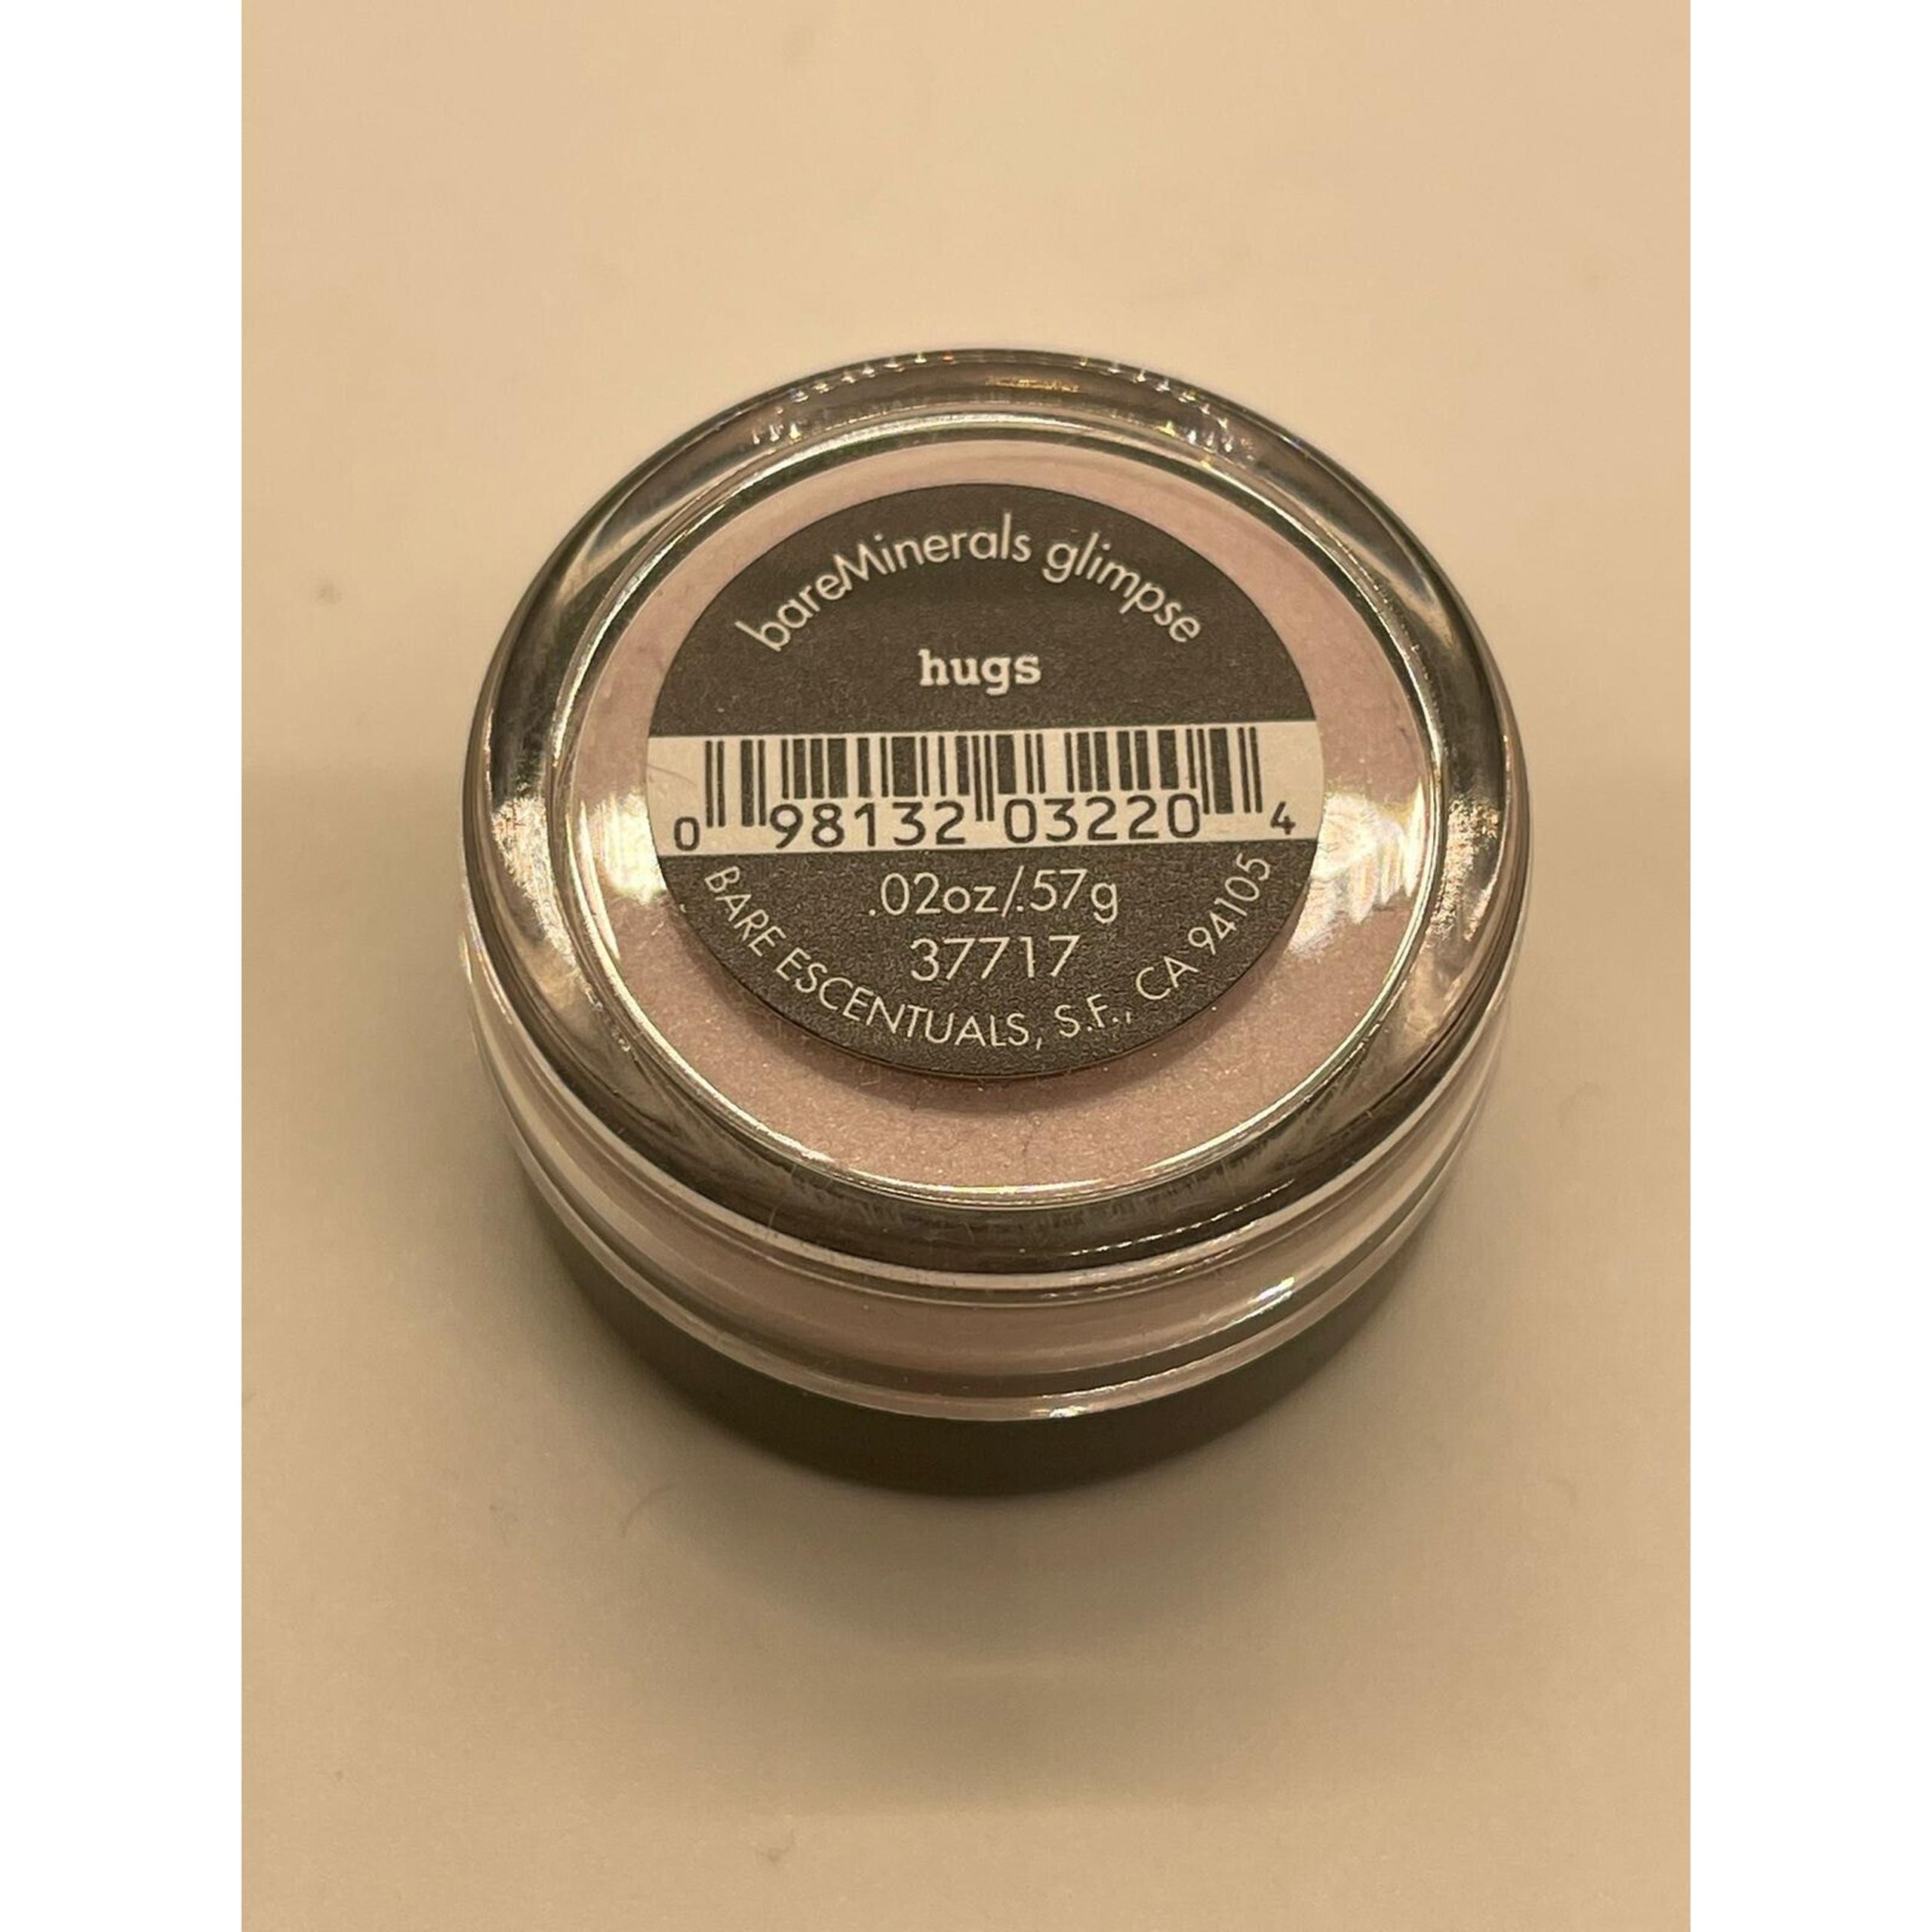 bareMinerals glimpse
hugs
0 98132 03220 4
.02oz/.57g
37717
BARE ESCENTUALS, S.F., CA 94105